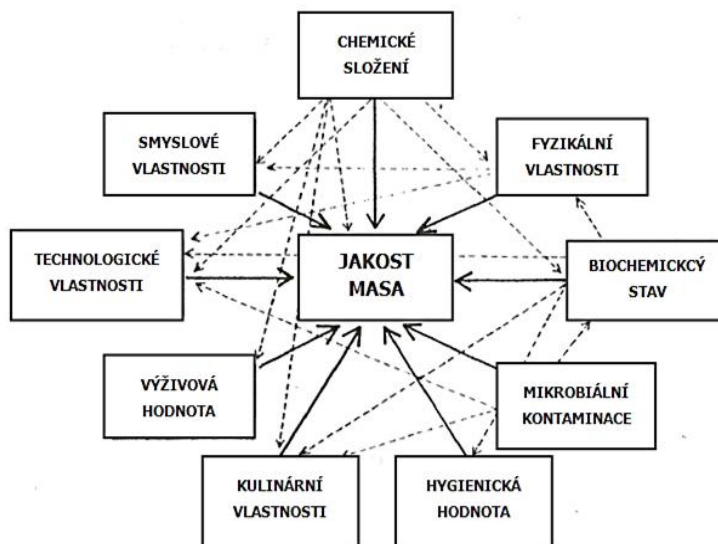 CHEMICKÉ
SLOŽENÍ
SMYSLOVÉ
VLASTNOSTI
FYZIKÁLNÍ
VLASTNOSTI
TECHNOLOGICKÉ
VLASTNOSTI
JAKOST
MASA
BIOCHEMICKCÝ
STAV
VÝŽIVOVÁ
HODNOTA
MIKROBIÁLNÍ
KONTAMINACE
KULINÁRNÍ
VLASTNOSTI
HYGIENICKÁ
HODNOTA